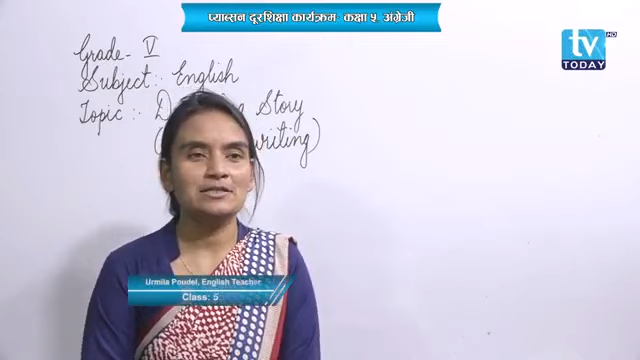 प्याब्सन दूरशिक्षा कार्यक्रम कक्षा ५ अंग्रेजी
tv HD
TODAY
Grade- V
Subject:- English
Topic :- Story
writing)
Urmila Poudel, English Teacher
Class: 5